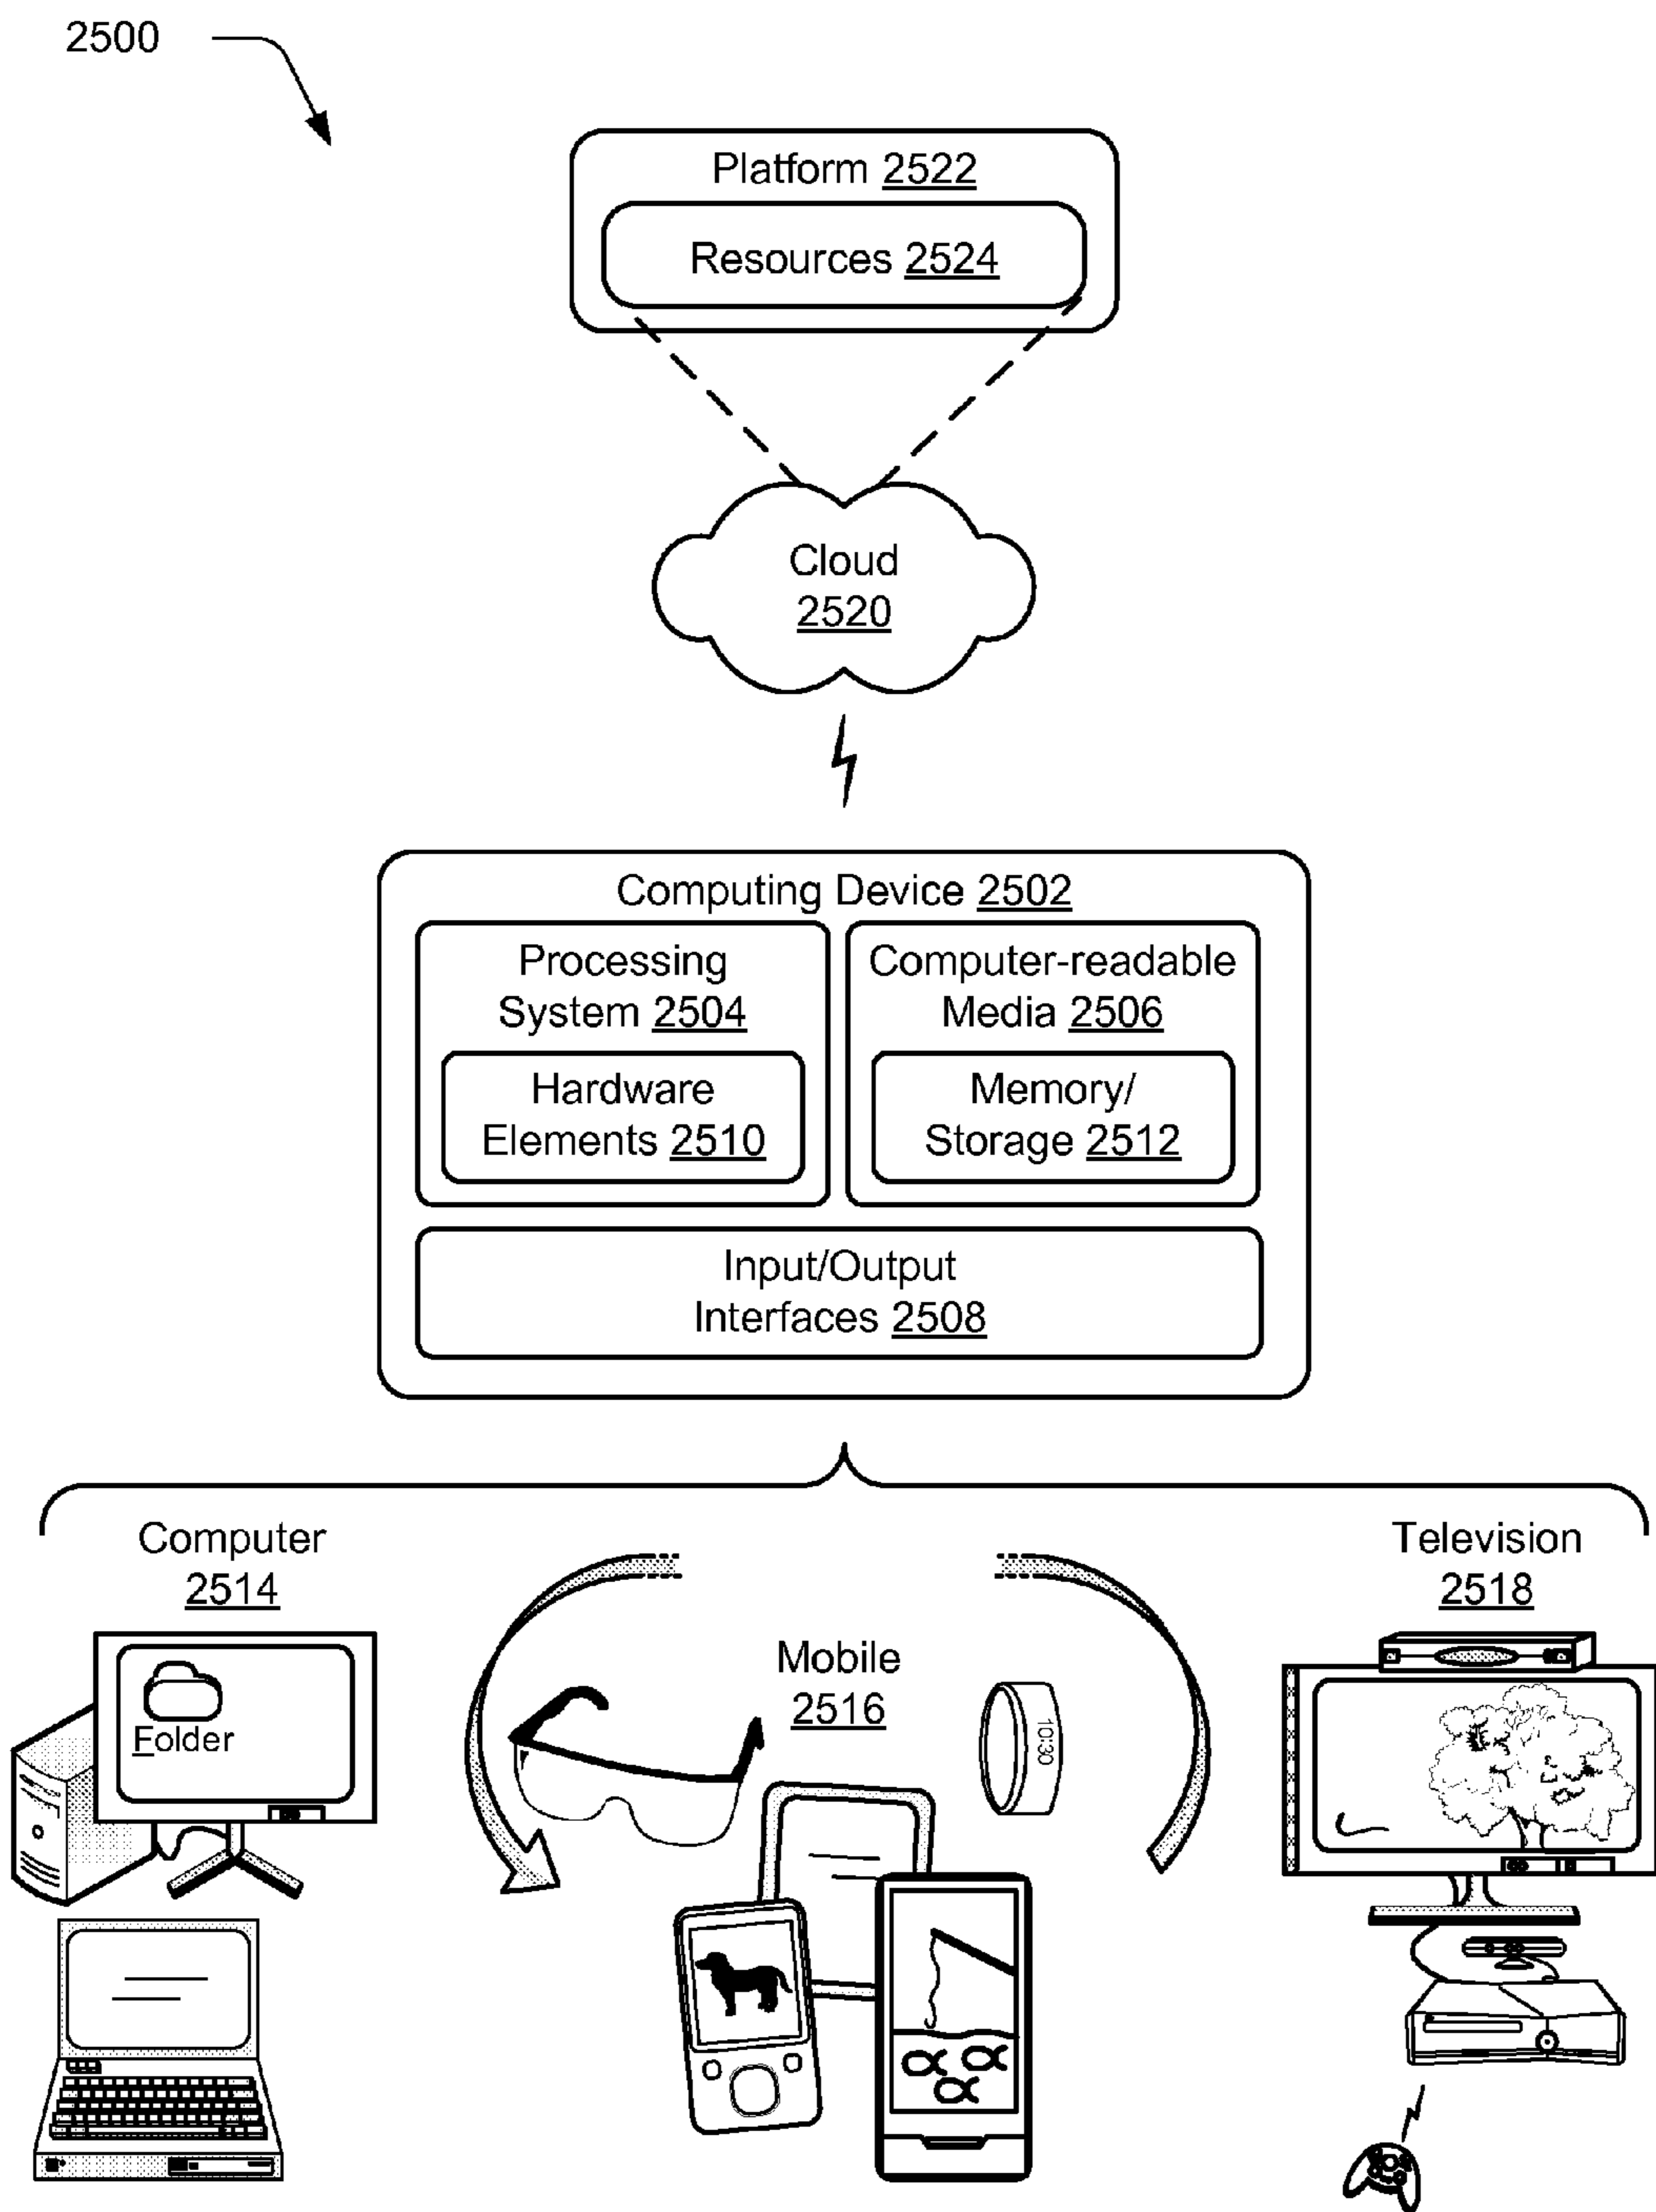 2500
Platform 2522
Resources 2524
Cloud
2520
Computing Device 2502
Processing
System 2504
Computer-readable
Media 2506
Hardware
Elements 2510
Memory/
Storage 2512
Input/Output
Interfaces 2508
Computer
2514
Folder
Mobile
2516
10:30
Television
2518